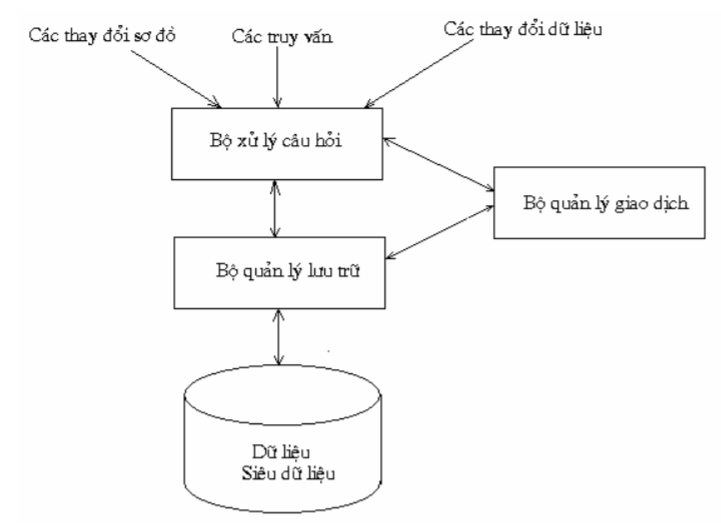 Các thay đổi sơ đồ
Các truy vấn
Các thay đổi dữ liệu
Bộ xử lý câu hỏi
Bộ quản lý giao dịch
Bộ quản lý lưu trữ
Dữ liệu
Siêu dữ liệu